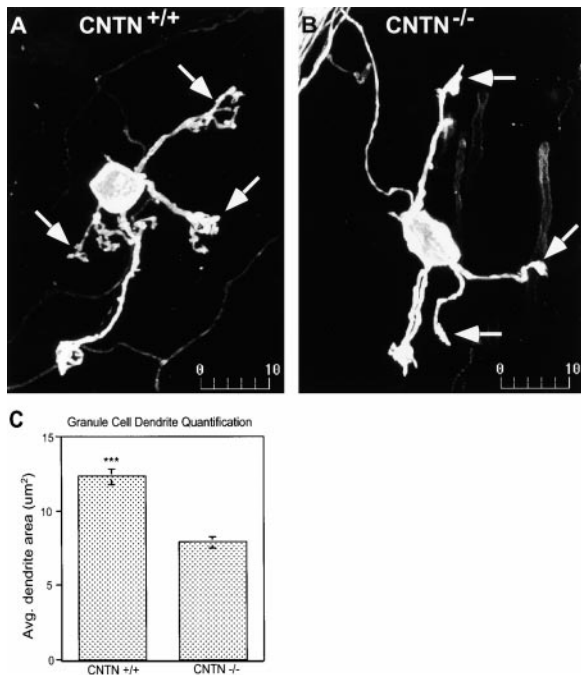 A CNTN +/+
B CNTN -/-
0 10
0 10
C
Granule Cell Dendrite Quantification
Avg. dendrite area (um²)
15
10
5
0
***
CNTN +/+ CNTN -/-